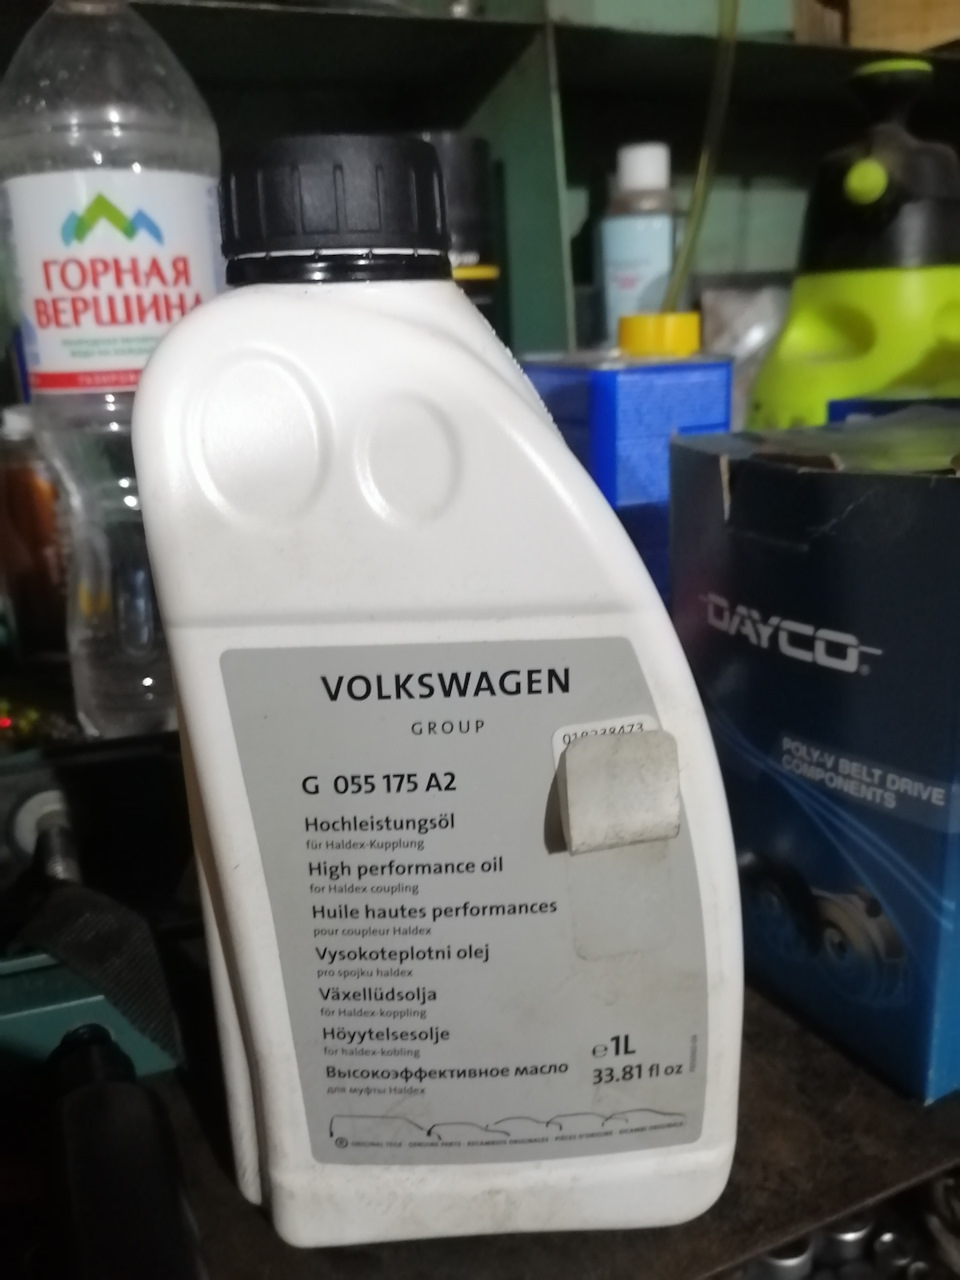 ГОРНАЯ
ВЕРШИНА
VOLKSWAGEN
GROUP
G 055 175 A2
Hochleistungsöl
für Haldex-Kupplung
High performance oil
for Haldex coupling
Huile hautes performances
pour coupleur Haldex
Vysokoteplotni olej
pro spojku haldex
Växellüdsolja
för Haldex-koppling
Höyytelsesolje
for haldex-kobling
Высокоэффективное масло
для муфты Haldex
e 1L
33.81 fl oz
DAYCO
POLY-V BELT DRIVE
COMPONENTS